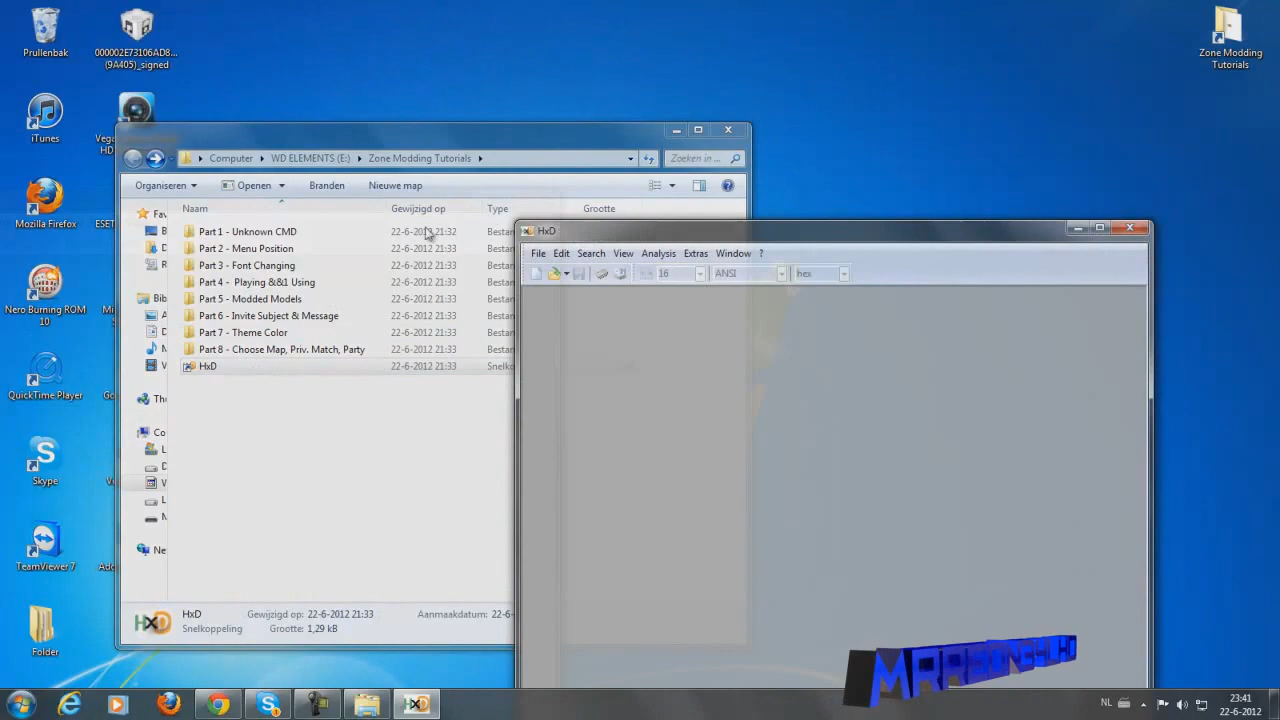 Prullenbak
000002E73106AD8...
(9A405)_signed
Zone Modding
Tutorials
iTunes
Mozilla Firefox
Nero Burning ROM
10
QuickTime Player
Skype
TeamViewer 7
Folder
Computer
WD ELEMENTS (E:)
Zone Modding Tutorials
Zoeken in ...
Organiseren
Openen
Branden
Nieuwe map
Naam
Gewijzigd op
Type
Grootte
Part 1 - Unknown CMD 22-6-2012 21:32
Part 2 - Menu Position 22-6-2012 21:33
Part 3 - Font Changing 22-6-2012 21:33
Part 4 - Playing &&1 Using 22-6-2012 21:33
Part 5 - Modded Models 22-6-2012 21:33
Part 6 - Invite Subject & Message 22-6-2012 21:33
Part 7 - Theme Color 22-6-2012 21:33
Part 8 - Choose Map, Priv. Match, Party 22-6-2012 21:33
HxD 22-6-2012 21:33
HxD
Gewijzigd op: 22-6-2012 21:33
Aanmaakdatum: 22-6-
Snelkoppeling
Grootte: 1,29 kB
HxD
File Edit Search View Analysis Extras Window ?
16
ANSI
hex
NL
23:41
22-6-2012